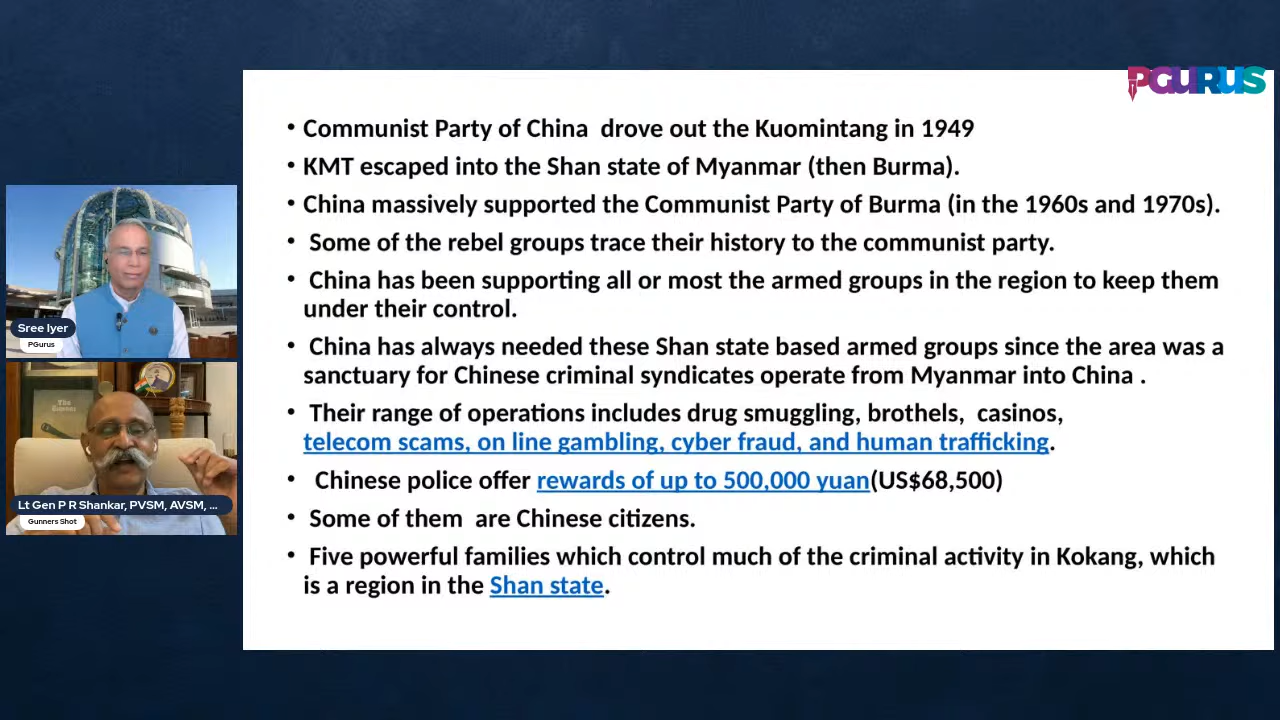 PGURUS
• Communist Party of China  drove out the Kuomintang in 1949
• KMT escaped into the Shan state of Myanmar (then Burma).
• China massively supported the Communist Party of Burma (in the 1960s and 1970s).
• Some of the rebel groups trace their history to the communist party.
• China has been supporting all or most the armed groups in the region to keep them
under their control.
• China has always needed these Shan state based armed groups since the area was a
sanctuary for Chinese criminal syndicates operate from Myanmar into China .
• Their range of operations includes drug smuggling, brothels,  casinos,
telecom scams, on line gambling, cyber fraud, and human trafficking.
• Chinese police offer rewards of up to 500,000 yuan(US$68,500)
• Some of them  are Chinese citizens.
• Five powerful families which control much of the criminal activity in Kokang, which
is a region in the Shan state.
Sree Iyer
PGurus
Lt Gen P R Shankar, PVSM, AVSM, ...
Gunners Shot